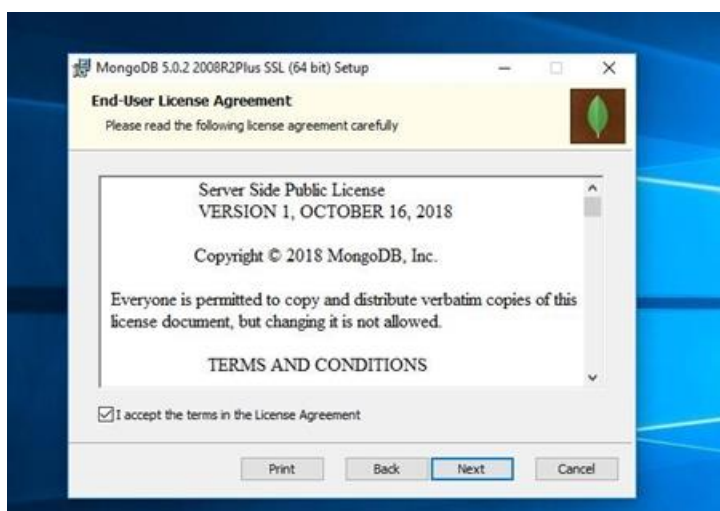 MongoDB 5.0.2 2008R2Plus SSL (64 bit) Setup
End-User License Agreement
Please read the following license agreement carefully
Server Side Public License
VERSION 1, OCTOBER 16, 2018
Copyright © 2018 MongoDB, Inc.
Everyone is permitted to copy and distribute verbatim copies of this
license document, but changing it is not allowed.
TERMS AND CONDITIONS
I accept the terms in the License Agreement
Print Back Next Cancel